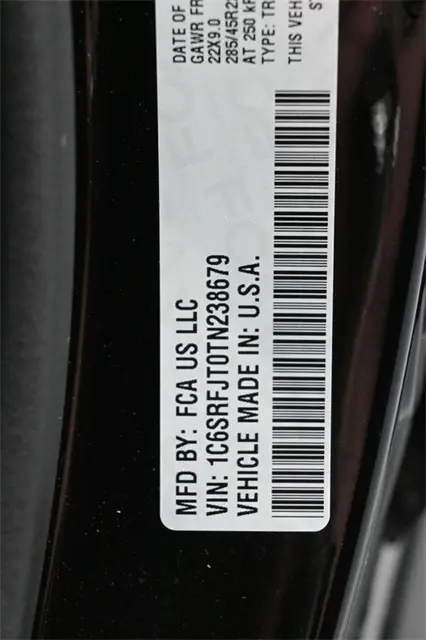 MFD BY: FCA US LLC
DATE OF
VIN: 1C6SRFJT0TN238679
GAWR FR
22X9.0
VEHICLE MADE IN: U.S.A.
285/45R2
AT 250 kP
TYPE: TR
THIS VEH
ST